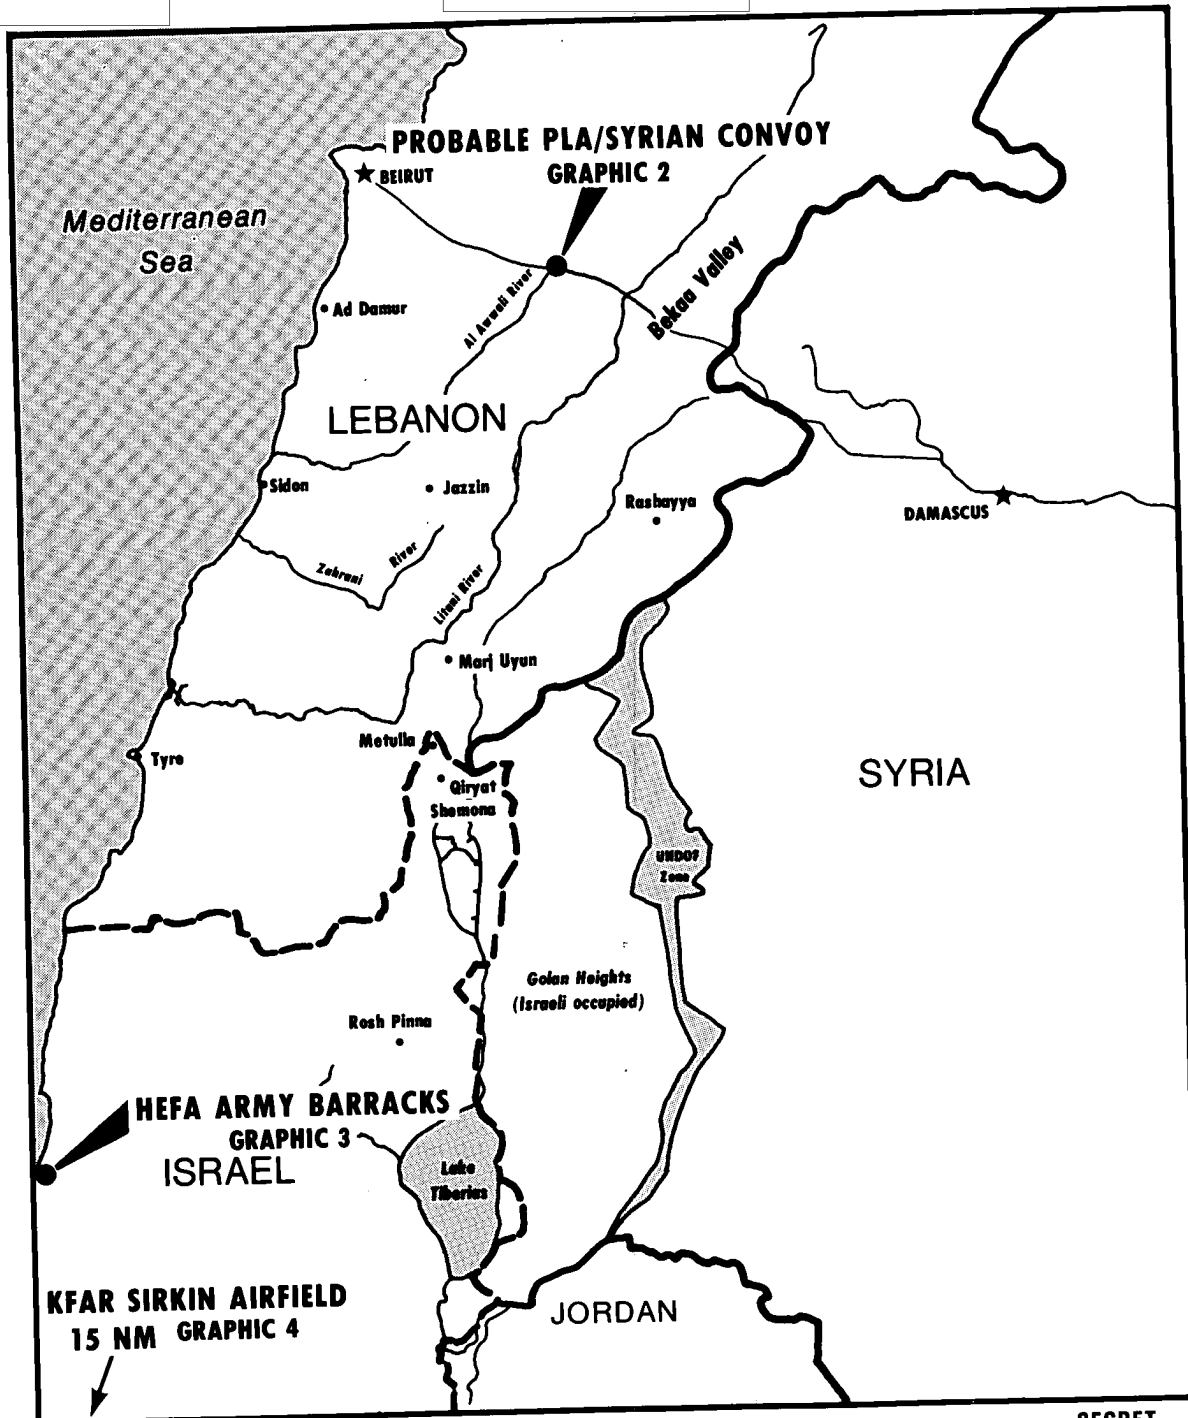 PROBABLE PLA/SYRIAN CONVOY
GRAPHIC 2
BEIRUT
Mediterranean
Sea
Al Awwali River
Bekaa Valley
Ad Damur
LEBANON
Sidon
Jazzin
Rashayya
DAMASCUS
Zahrani
River
Litani River
Marj Uyun
Metulla
Tyre
Qiryat
Shemona
SYRIA
UNDOF
Zone
Golan Heights
(Israeli occupied)
Rosh Pinna
HEFA ARMY BARRACKS
GRAPHIC 3
ISRAEL
Lake
Tiberias
KFAR SIRKIN AIRFIELD
15 NM GRAPHIC 4
JORDAN
SECRET